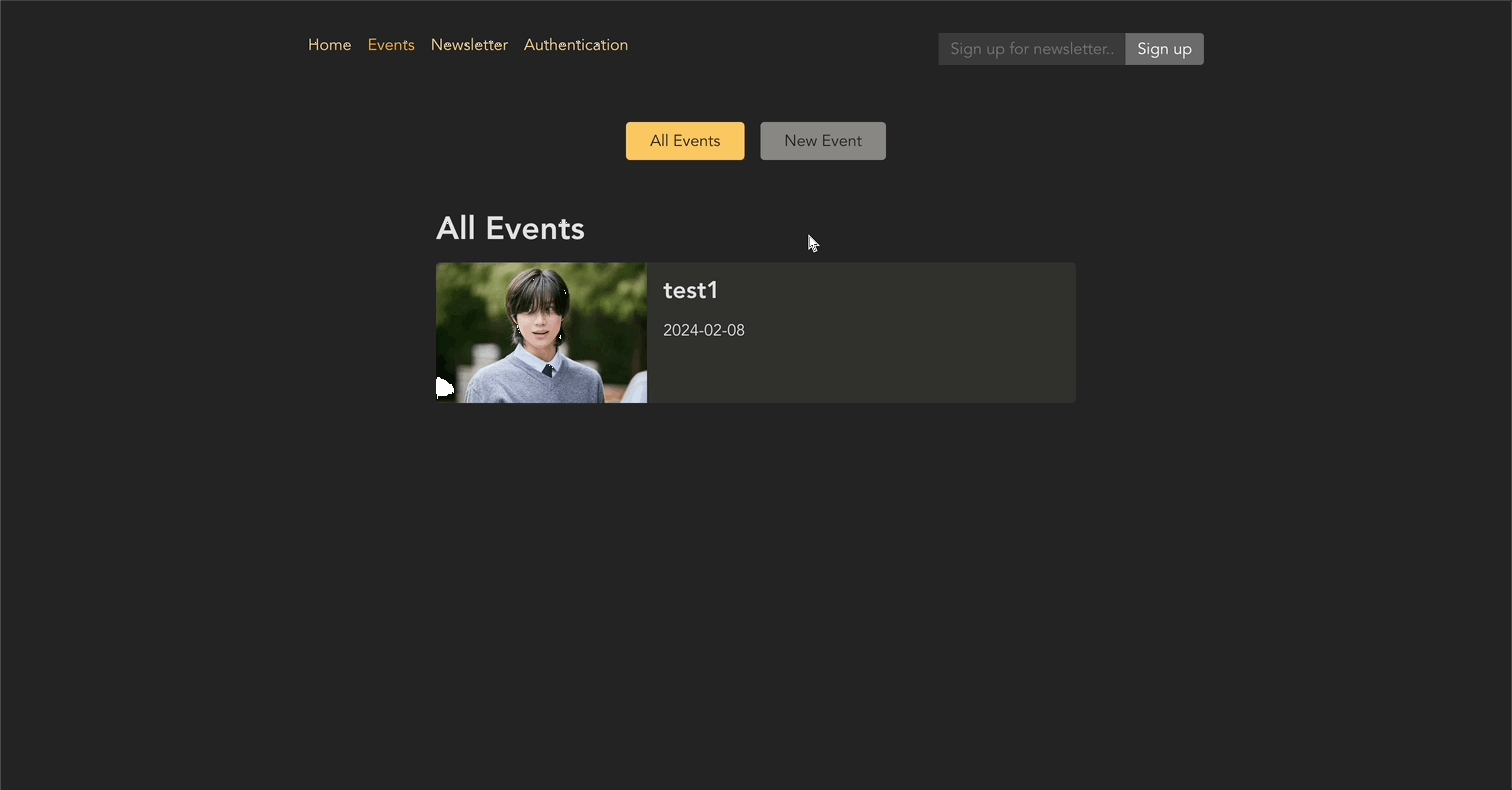 Home Events Newsletter Authentication
Sign up for newsletter.. Sign up
All Events New Event
All Events
test1
2024-02-08